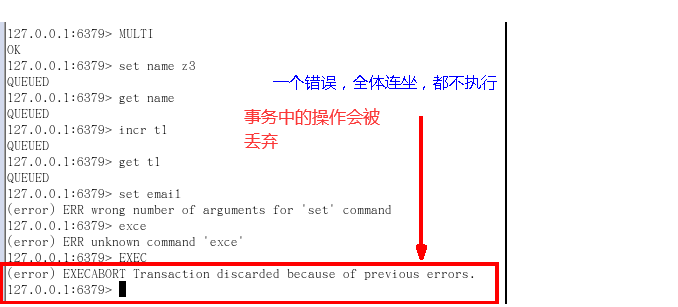 127.0.0.1:6379> MULTI
OK
127.0.0.1:6379> set name z3
QUEUED
一个错误，全体连坐，都不执行
127.0.0.1:6379> get name
QUEUED
事务中的操作会被
丢弃
127.0.0.1:6379> incr t1
QUEUED
127.0.0.1:6379> get t1
QUEUED
127.0.0.1:6379> set email
(error) ERR wrong number of arguments for 'set' command
127.0.0.1:6379> exce
(error) ERR unknown command 'exce'
127.0.0.1:6379> EXEC
(error) EXECABORT Transaction discarded because of previous errors.
127.0.0.1:6379>